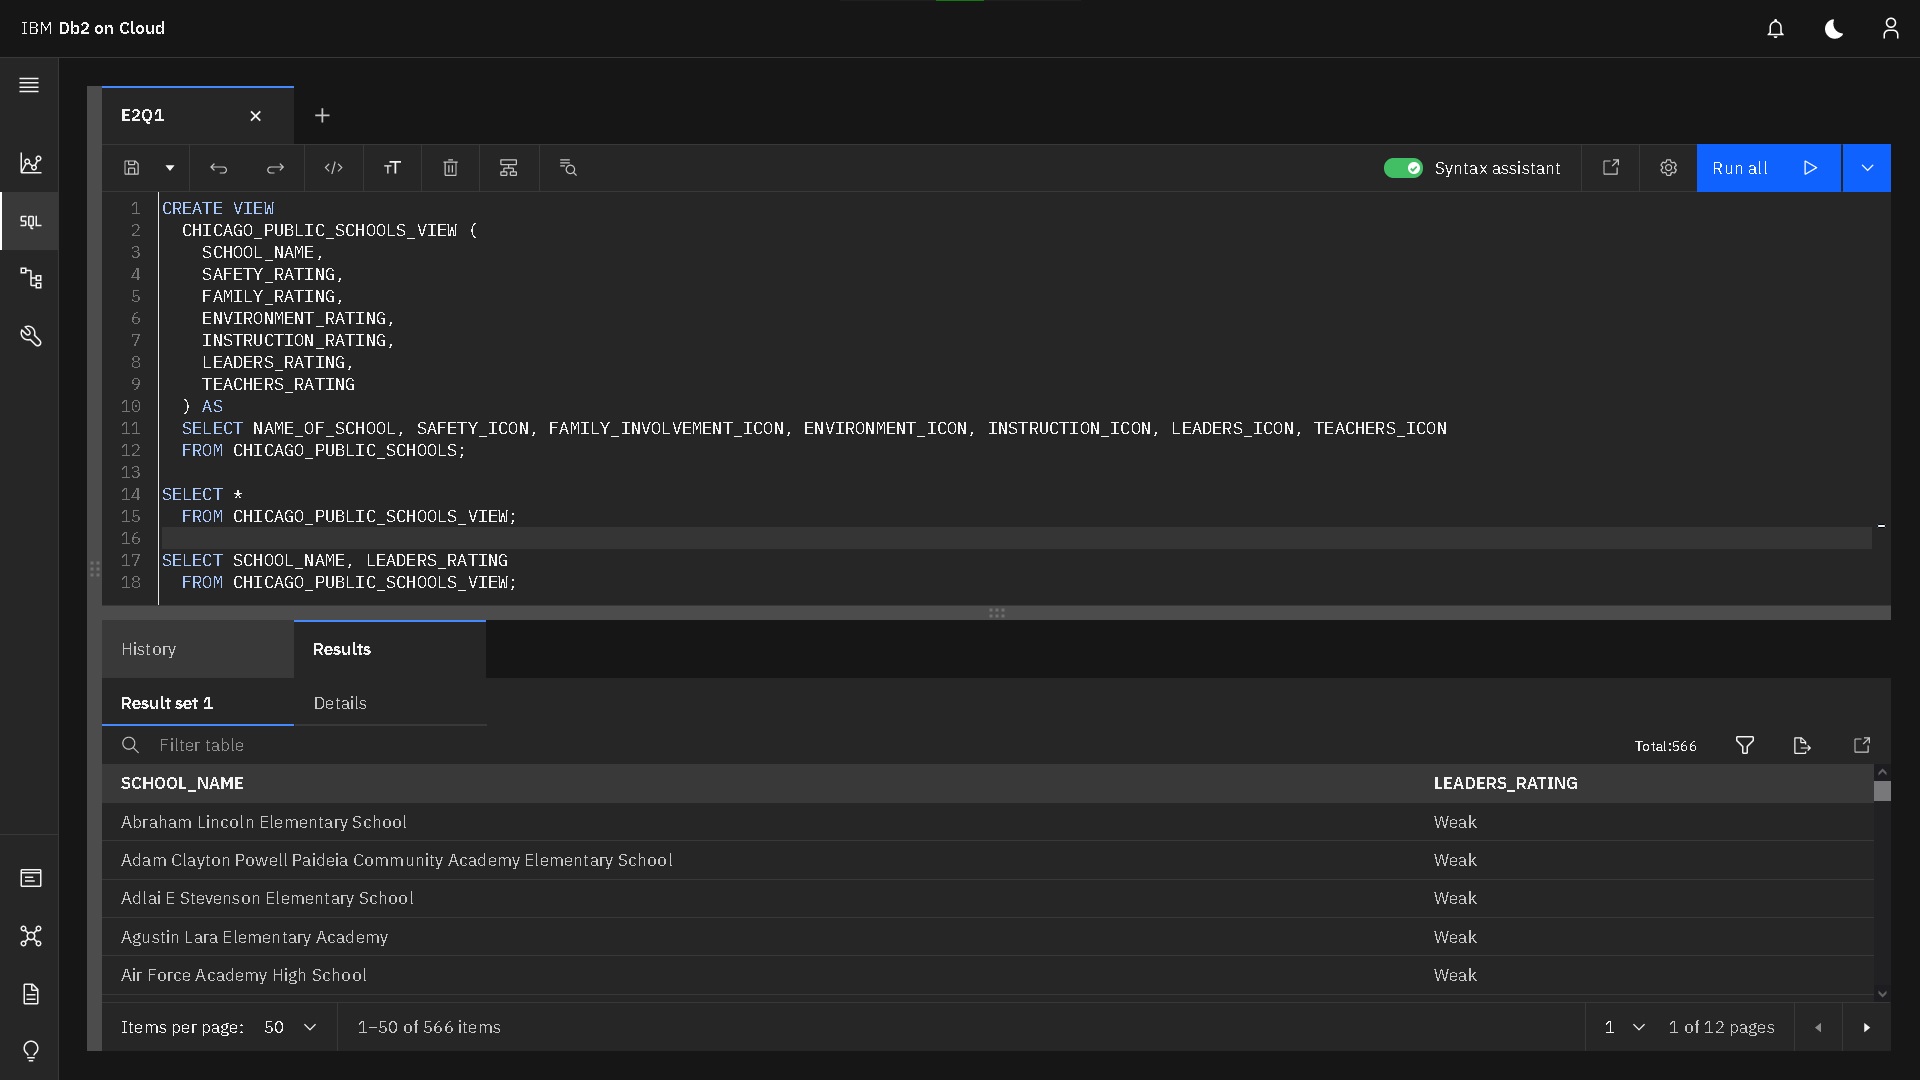 IBM Db2 on Cloud
E2Q1
Syntax assistant
Run all
SQL
1 CREATE VIEW
2 CHICAGO_PUBLIC_SCHOOLS_VIEW (
3 SCHOOL_NAME,
4 SAFETY_RATING,
5 FAMILY_RATING,
6 ENVIRONMENT_RATING,
7 INSTRUCTION_RATING,
8 LEADERS_RATING,
9 TEACHERS_RATING
10 ) AS
11 SELECT NAME_OF_SCHOOL, SAFETY_ICON, FAMILY_INVOLVEMENT_ICON, ENVIRONMENT_ICON, INSTRUCTION_ICON, LEADERS_ICON, TEACHERS_ICON
12 FROM CHICAGO_PUBLIC_SCHOOLS;
13
14 SELECT *
15 FROM CHICAGO_PUBLIC_SCHOOLS_VIEW;
16
17 SELECT SCHOOL_NAME, LEADERS_RATING
18 FROM CHICAGO_PUBLIC_SCHOOLS_VIEW;
History Results
Result set 1 Details
Filter table Total:566
SCHOOL_NAME LEADERS_RATING
Abraham Lincoln Elementary School Weak
Adam Clayton Powell Paideia Community Academy Elementary School Weak
Adlai E Stevenson Elementary School Weak
Agustin Lara Elementary Academy Weak
Air Force Academy High School Weak
Items per page: 50 1–50 of 566 items 1 1 of 12 pages